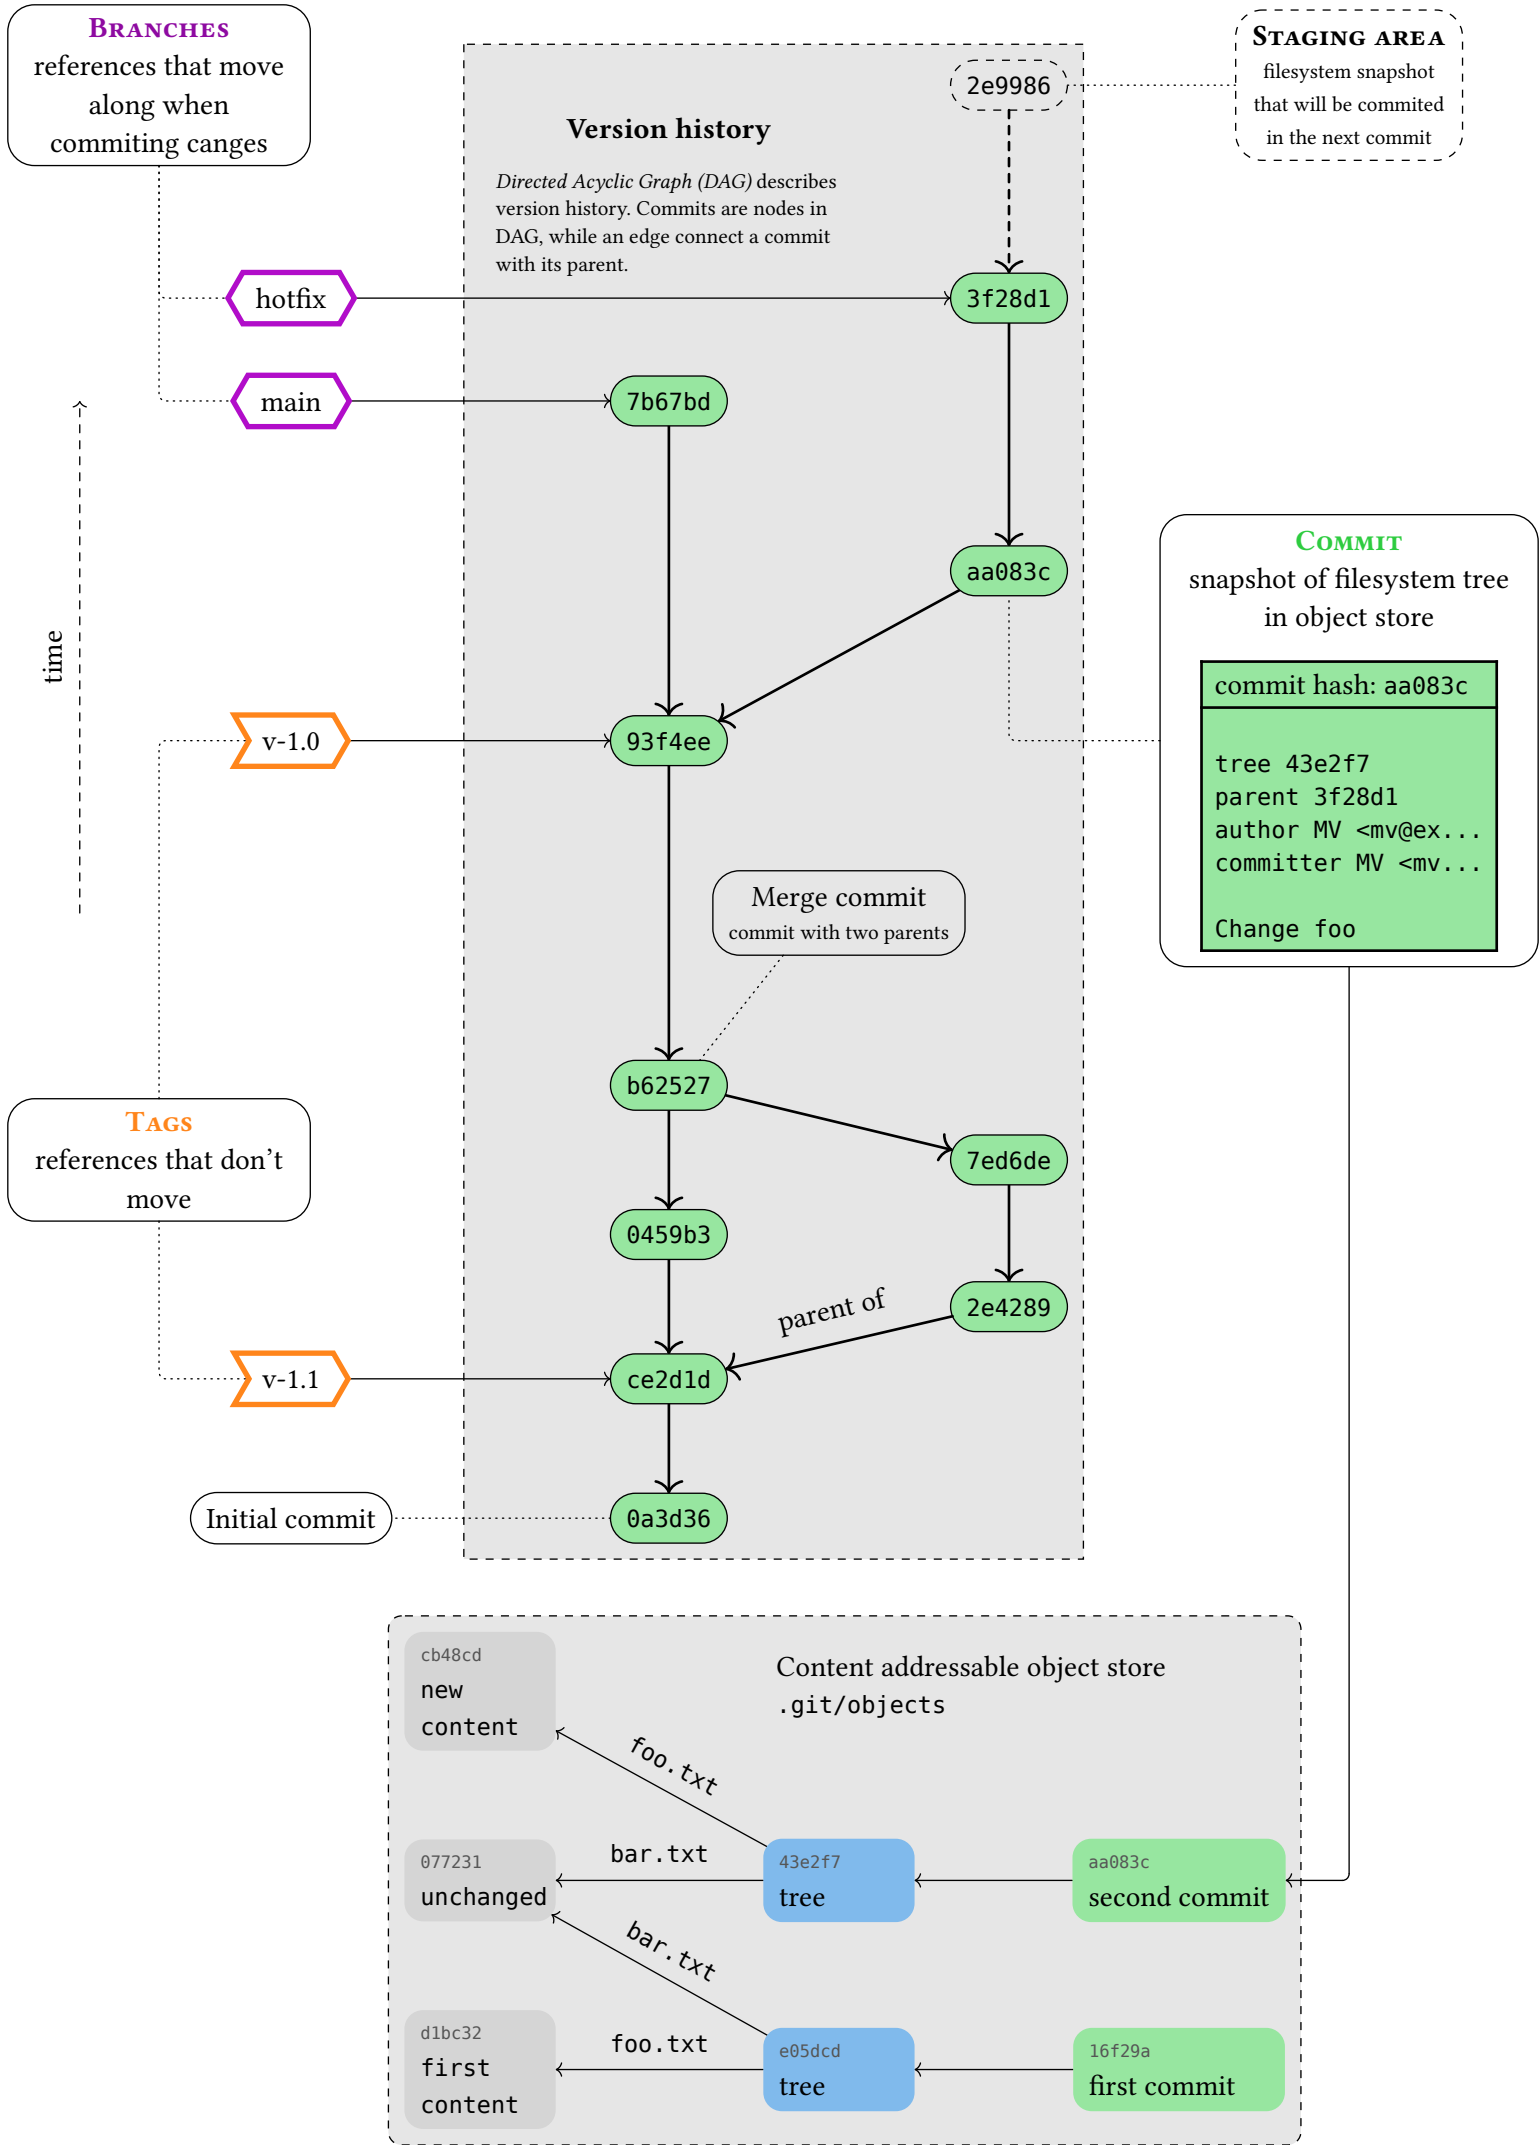 BRANCHES
references that move
along when
commiting canges
STAGING AREA
filesystem snapshot
that will be commited
in the next commit
2e9986
Version history
Directed Acyclic Graph (DAG) describes
version history. Commits are nodes in
DAG, while an edge connect a commit
with its parent.
hotfix
3f28d1
main
7b67bd
time
aa083c
COMMIT
snapshot of filesystem tree
in object store
commit hash: aa083c
tree 43e2f7
parent 3f28d1
author MV <mv@ex...
committer MV <mv...
Change foo
v-1.0
93f4ee
Merge commit
commit with two parents
b62527
TAGS
references that don't
move
7ed6de
0459b3
parent of
2e4289
v-1.1
ce2d1d
Initial commit
0a3d36
Content addressable object store
.git/objects
cb48cd
new
content
foo.txt
077231
unchanged
bar.txt
43e2f7
tree
aa083c
second commit
bar.txt
d1bc32
first
content
foo.txt
e05dcd
tree
16f29a
first commit